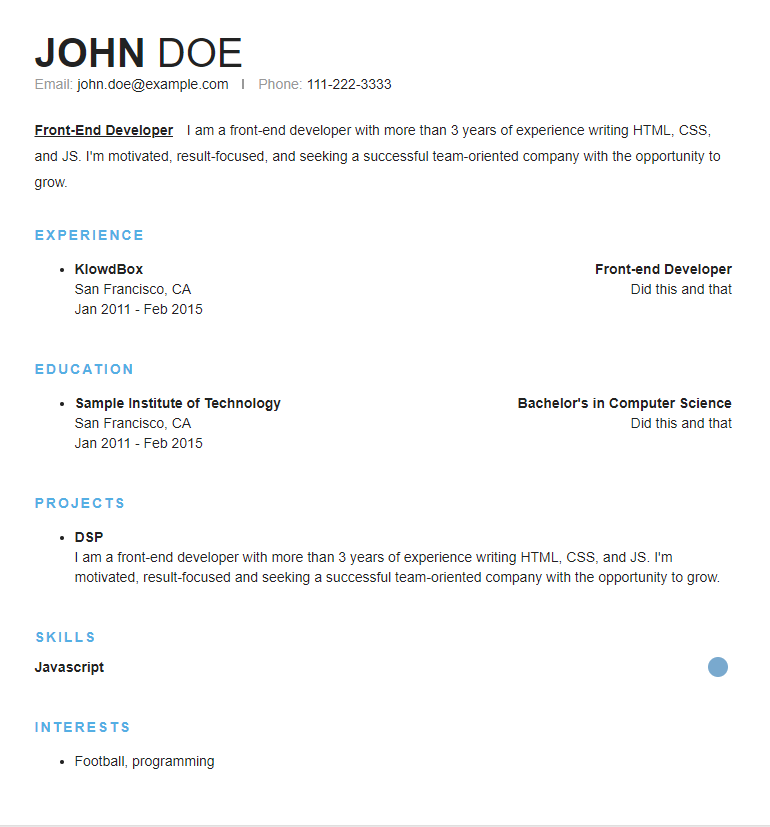 JOHN DOE
Email: john.doe@example.com | Phone: 111-222-3333
Front-End Developer I am a front-end developer with more than 3 years of experience writing HTML, CSS,
and JS. I'm motivated, result-focused, and seeking a successful team-oriented company with the opportunity to
grow.
EXPERIENCE
• KlowdBox Front-end Developer
San Francisco, CA Did this and that
Jan 2011 - Feb 2015
EDUCATION
• Sample Institute of Technology Bachelor's in Computer Science
San Francisco, CA Did this and that
Jan 2011 - Feb 2015
PROJECTS
• DSP
I am a front-end developer with more than 3 years of experience writing HTML, CSS, and JS. I'm
motivated, result-focused and seeking a successful team-oriented company with the opportunity to grow.
SKILLS
Javascript
INTERESTS
• Football, programming